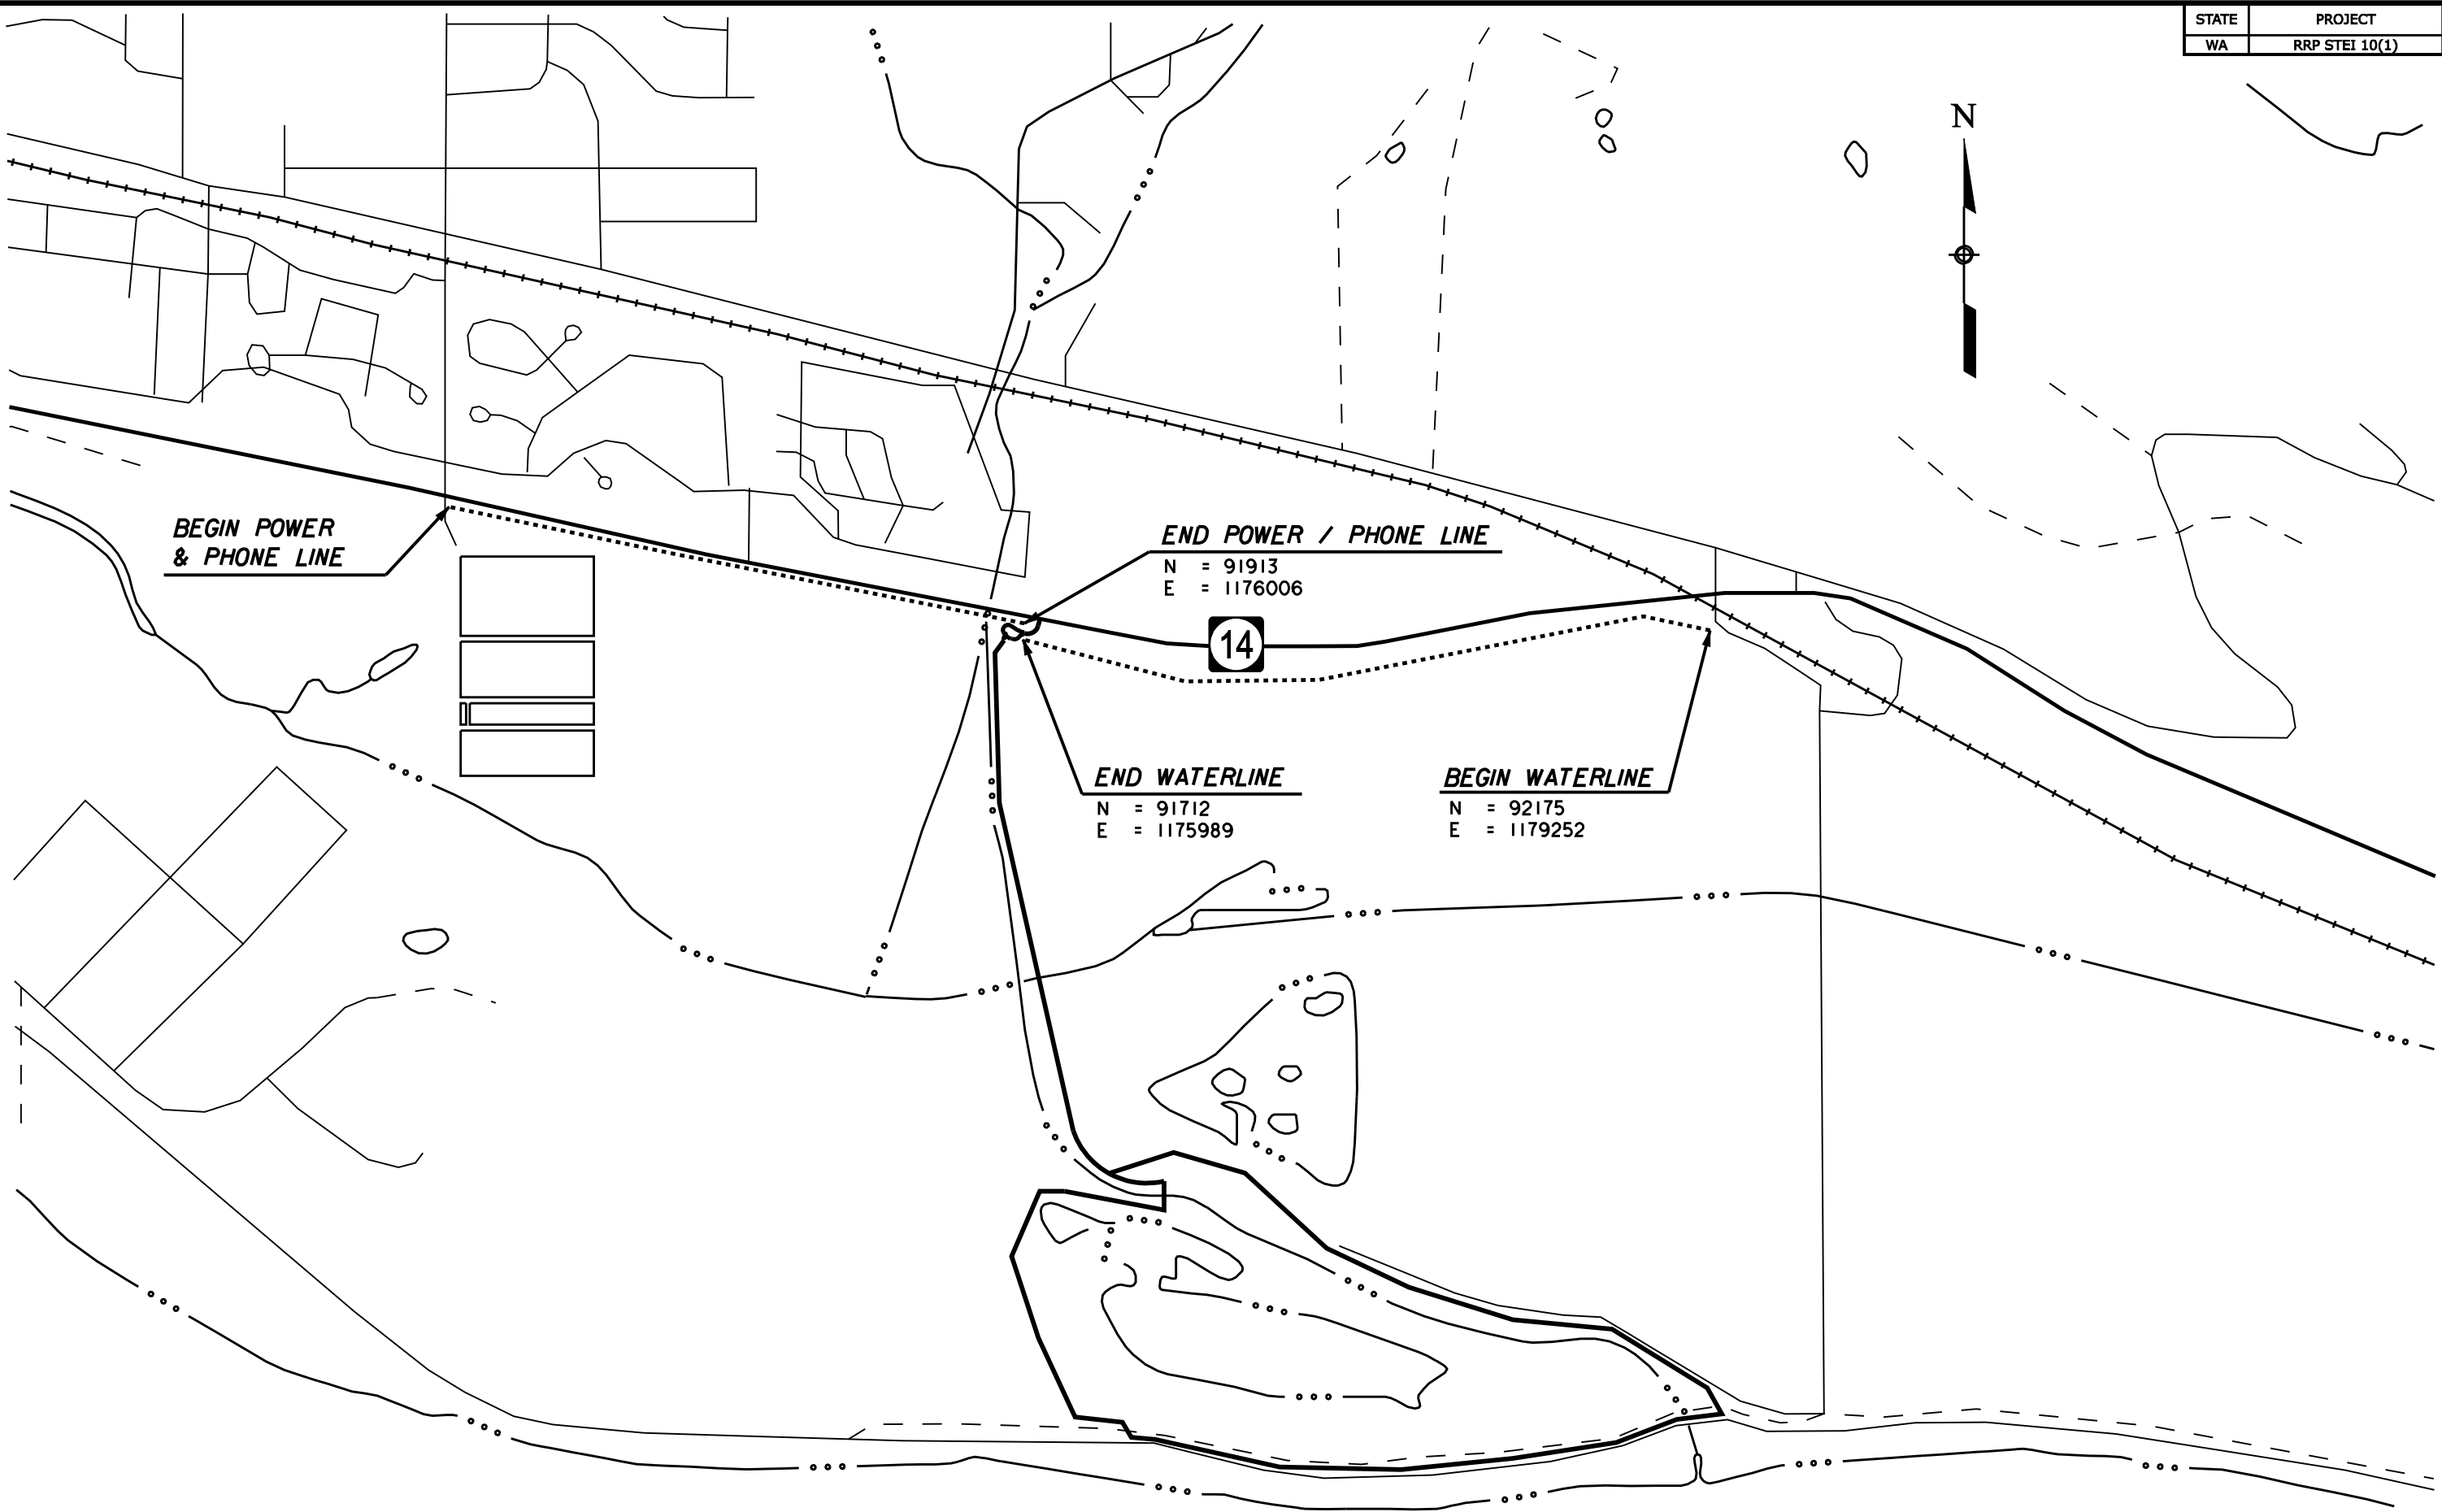 STATE PROJECT
WA RRP STEI 10(1)
N
BEGIN POWER
& PHONE LINE
END POWER / PHONE LINE
N = 91913
E = 1176006
14
END WATERLINE
N = 91712
E = 1175989
BEGIN WATERLINE
N = 92175
E = 1179252